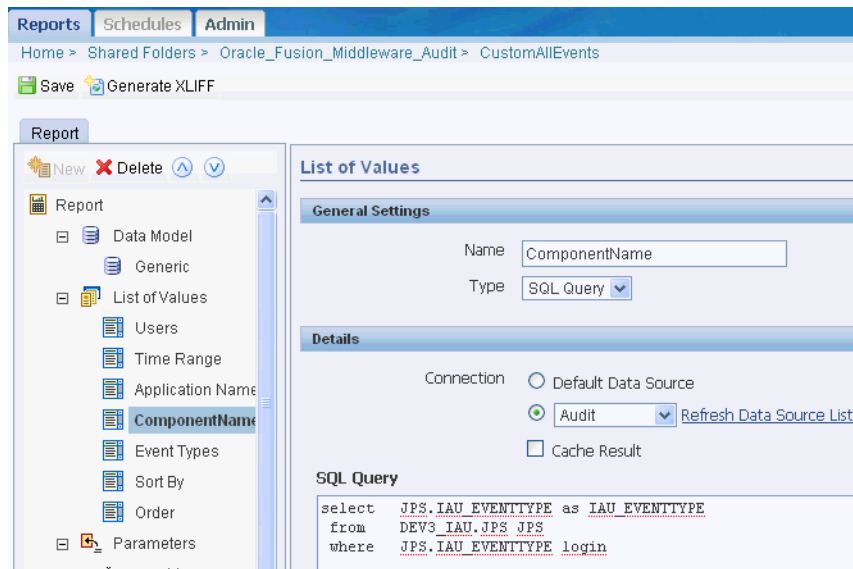 Reports Schedules Admin
Home > Shared Folders > Oracle_Fusion_Middleware_Audit > CustomAllEvents
Save Generate XLIFF
Report
New Delete
Report
Data Model
Generic
List of Values
Users
Time Range
Application Name
ComponentName
Event Types
Sort By
Order
Parameters
List of Values
General Settings
Name ComponentName
Type SQL Query
Details
Connection Default Data Source
Audit Refresh Data Source List
Cache Result
SQL Query
select JPS.IAU_EVENTTYPE as IAU_EVENTTYPE
from DEV3_IAU.JPS JPS
where JPS.IAU_EVENTTYPE login